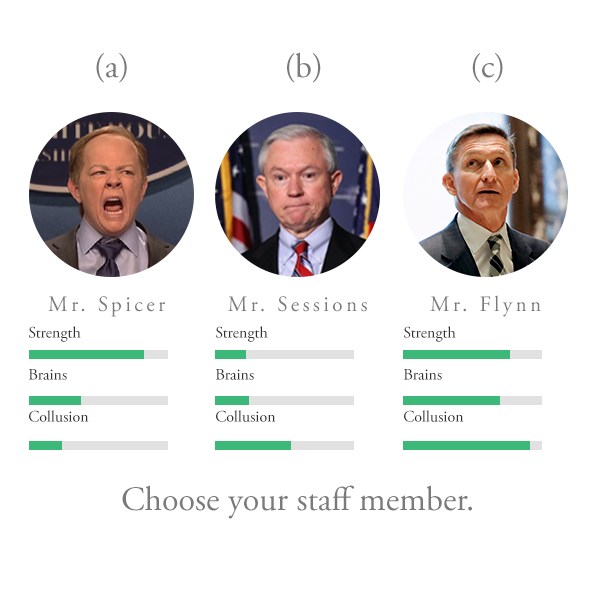 (a)
(b)
(c)
Mr. Spicer
Mr. Sessions
Mr. Flynn
Strength
Strength
Strength
Brains
Brains
Brains
Collusion
Collusion
Collusion
Choose your staff member.